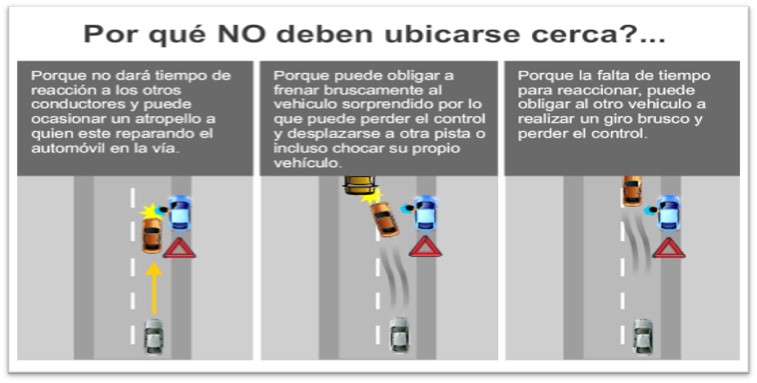 Por qué NO deben ubicarse cerca?...
Porque no dará tiempo de
reacción a los otros
conductores y puede
ocasionar un atropello a
quien este reparando el
automóvil en la vía.
Porque puede obligar a
frenar bruscamente al
vehiculo sorprendido por lo
que puede perder el control
y desplazarse a otra pista o
incluso chocar su propio
vehículo.
Porque la falta de tiempo
para reaccionar, puede
obligar al otro vehiculo a
realizar un giro brusco y
perder el control.